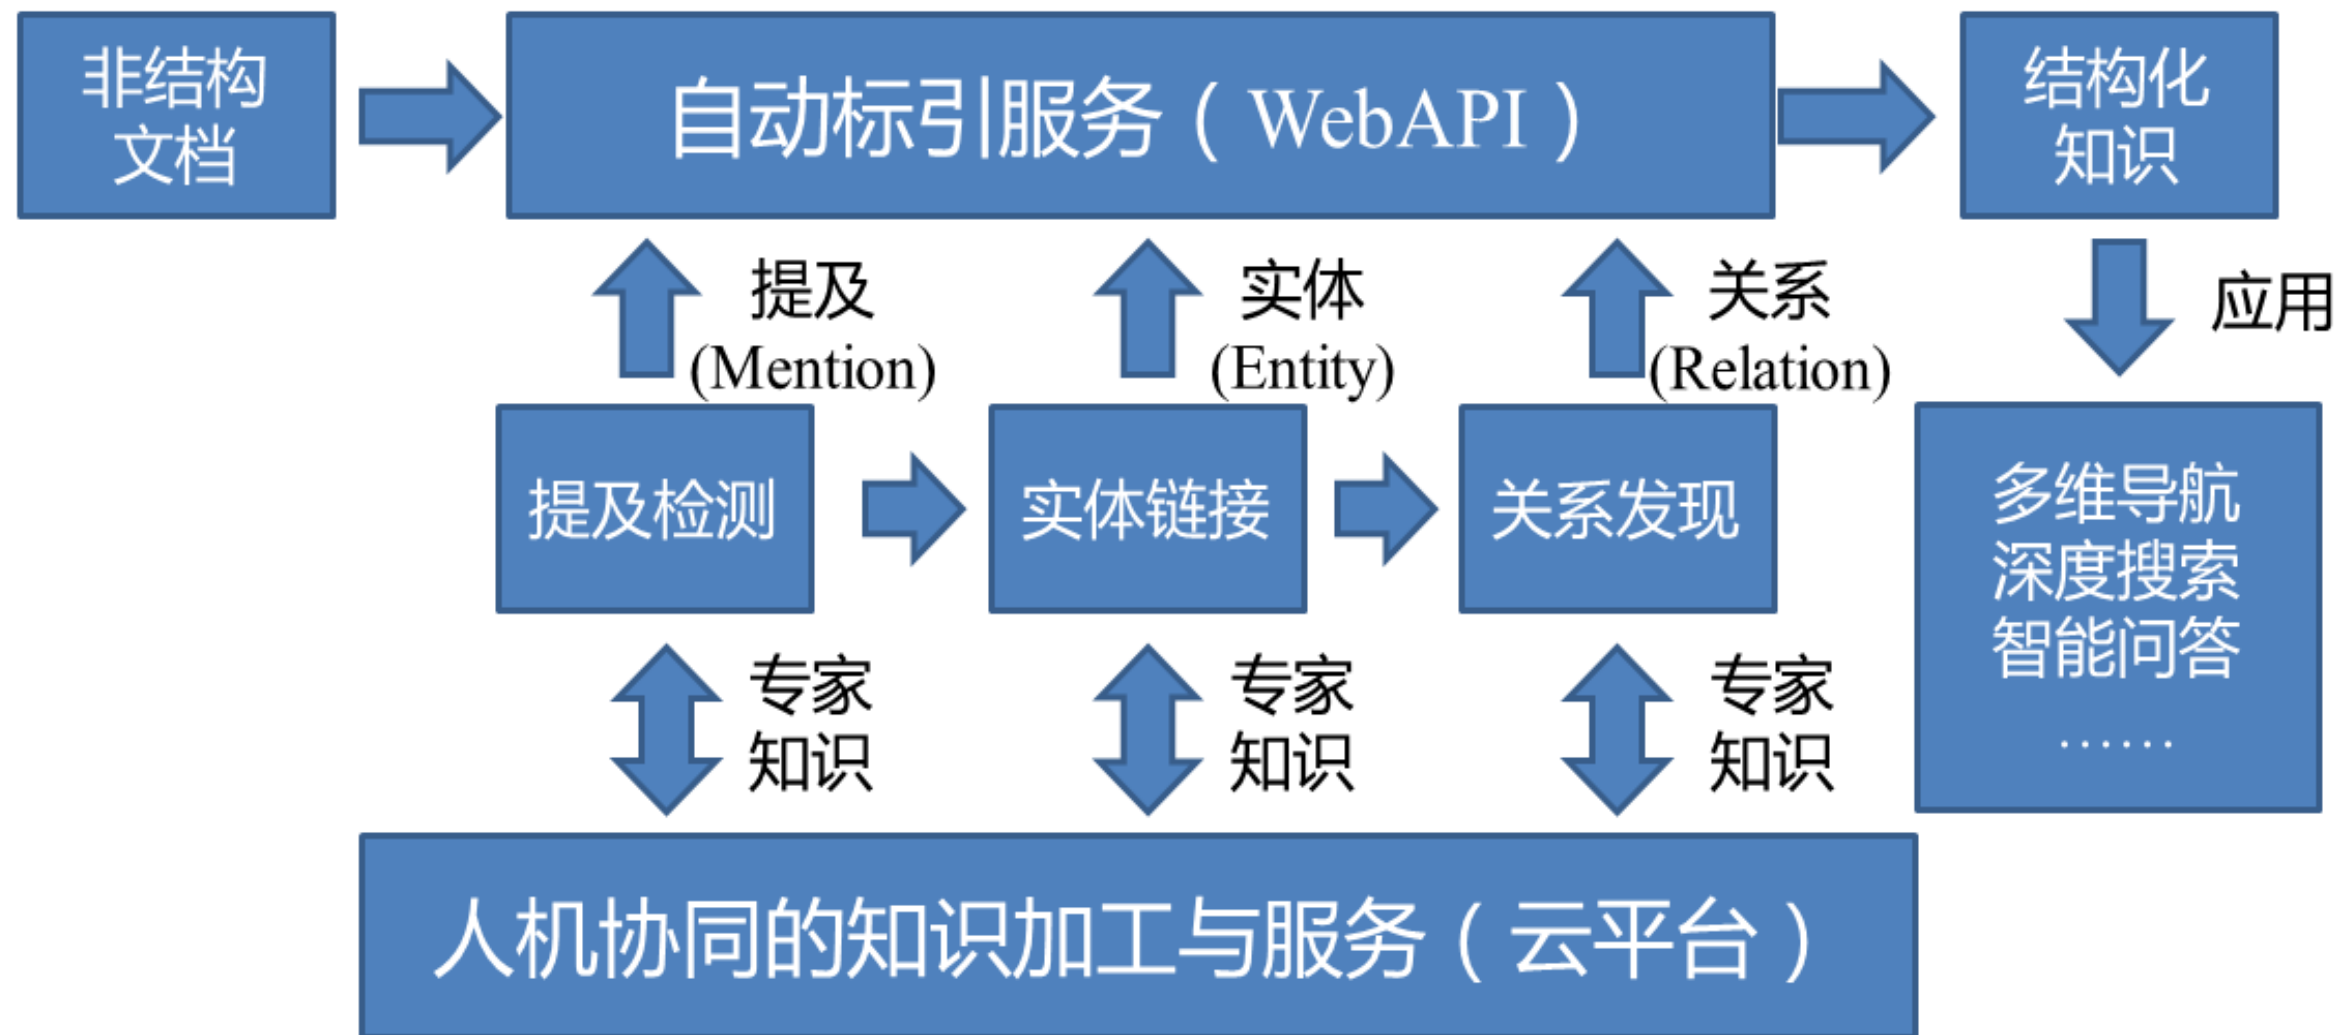 非结构
文档
自动标引服务（WebAPI）
结构化
知识
提及
(Mention)
实体
(Entity)
关系
(Relation)
应用
提及检测
实体链接
关系发现
多维导航
深度搜索
智能问答
……
专家
知识
专家
知识
专家
知识
人机协同的知识加工与服务（云平台）